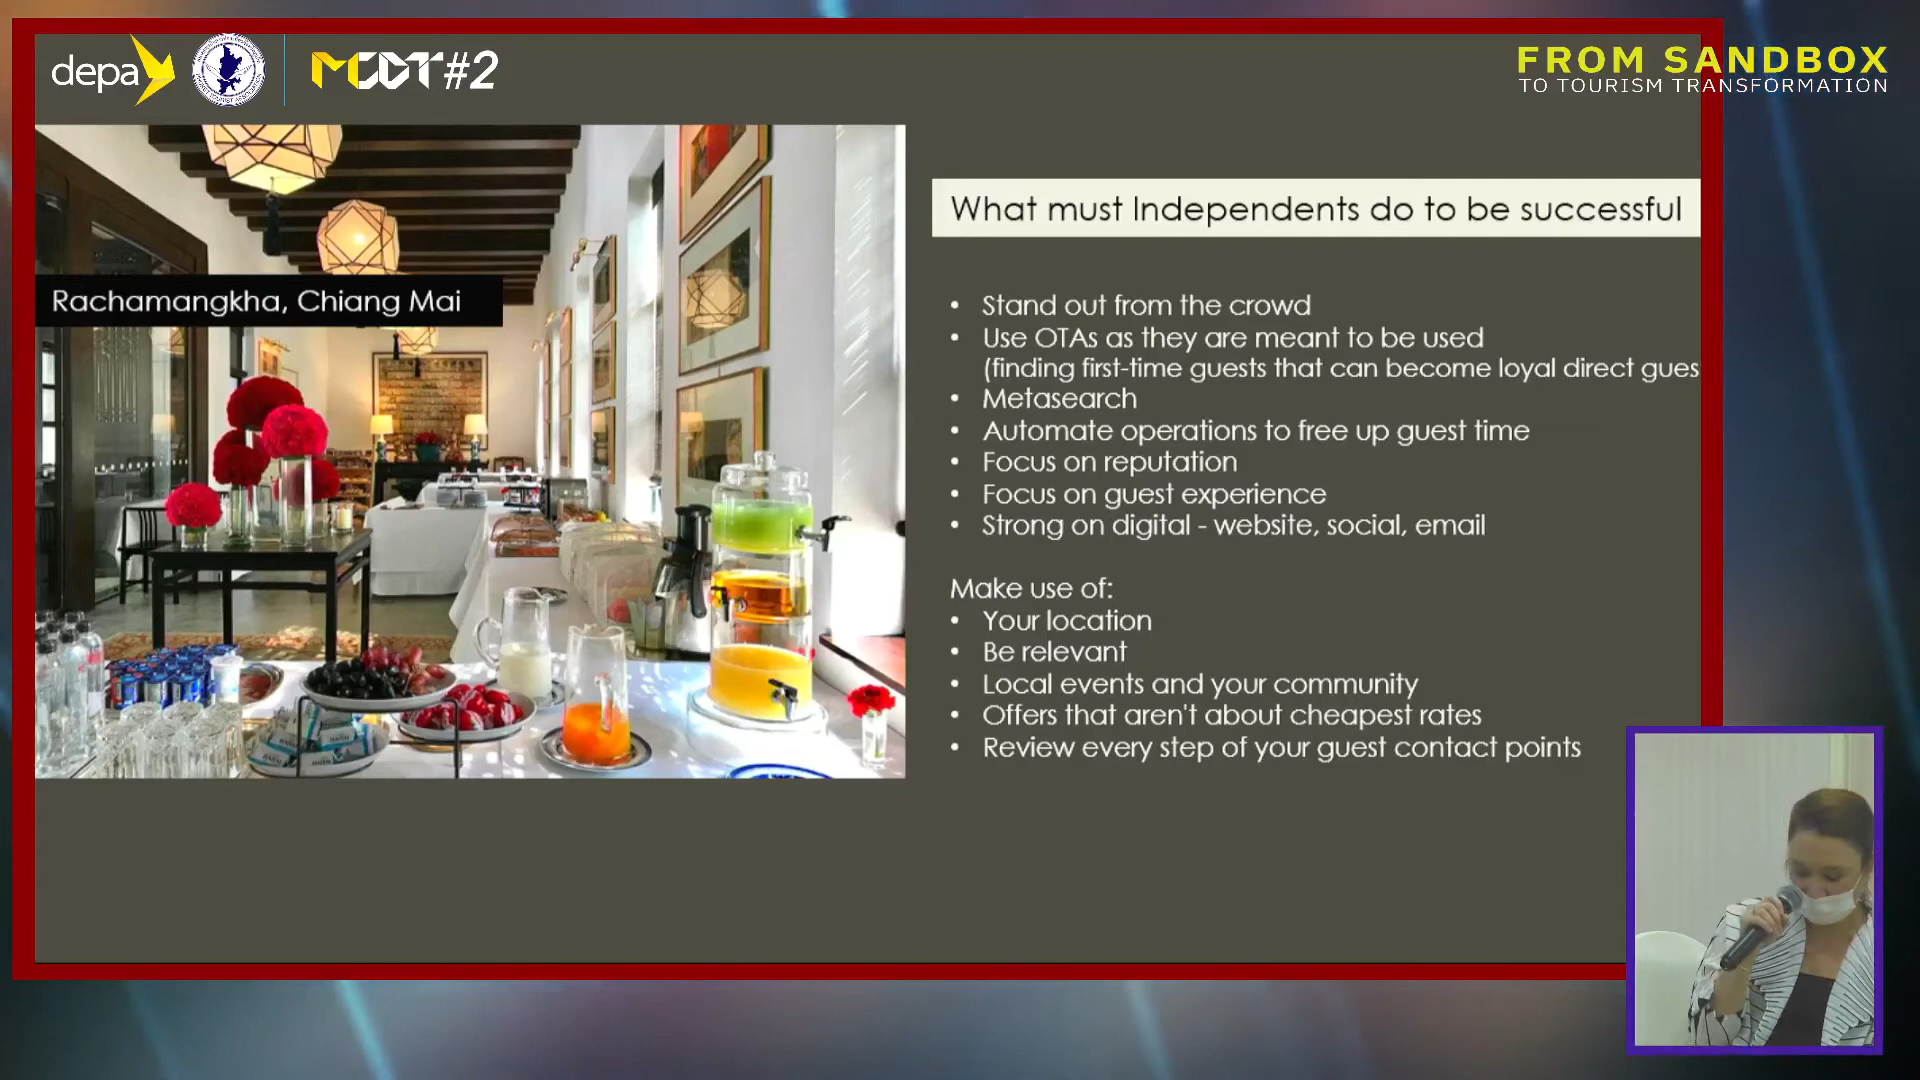 depa
MCDT#2
FROM SANDBOX
TO TOURISM TRANSFORMATION
Rachamangkha, Chiang Mai
What must Independents do to be successful
• Stand out from the crowd
• Use OTAs as they are meant to be used
(finding first-time guests that can become loyal direct gues
• Metasearch
• Automate operations to free up guest time
• Focus on reputation
• Focus on guest experience
• Strong on digital - website, social, email
Make use of:
• Your location
• Be relevant
• Local events and your community
• Offers that aren't about cheapest rates
• Review every step of your guest contact points